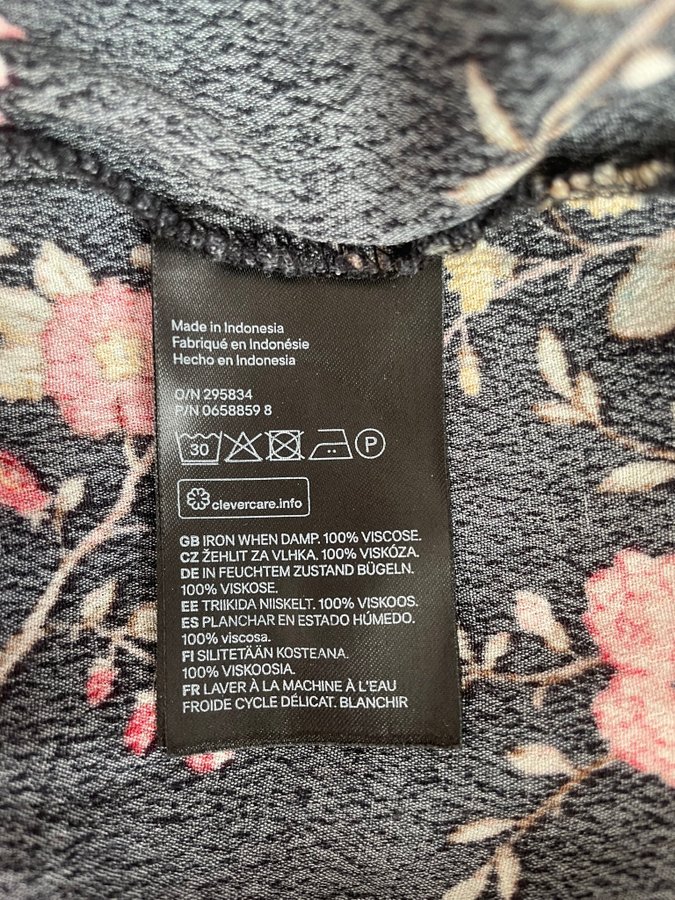 Made in Indonesia
Fabriqué en Indonésie
Hecho en Indonesia
O/N 295834
P/N 0658859 8
30 P
clevercare.info
GB IRON WHEN DAMP. 100% VISCOSE.
CZ ŽEHLIT ZA VLHKA. 100% VISKÓZA.
DE IN FEUCHTEM ZUSTAND BÜGELN.
100% VISKOSE.
EE TRIIKIDA NIISKELT. 100% VISKOOS.
ES PLANCHAR EN ESTADO HÚMEDO.
100% viscosa.
FI SILITETÄÄN KOSTEANA.
100% VISKOOSIA.
FR LAVER À LA MACHINE À L'EAU
FROIDE CYCLE DÉLICAT. BLANCHIR